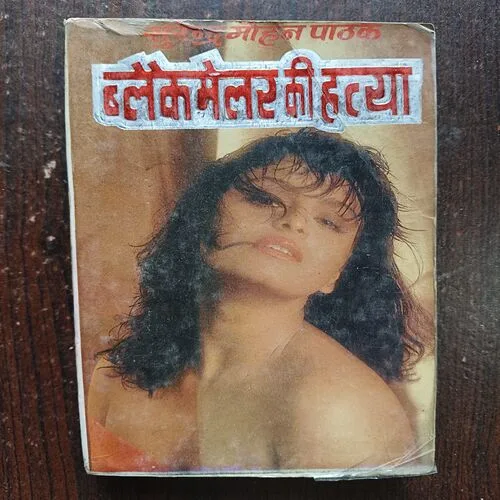 सुरेन्द्र मोहन पाठक
ब्लैकमेलर की हत्या